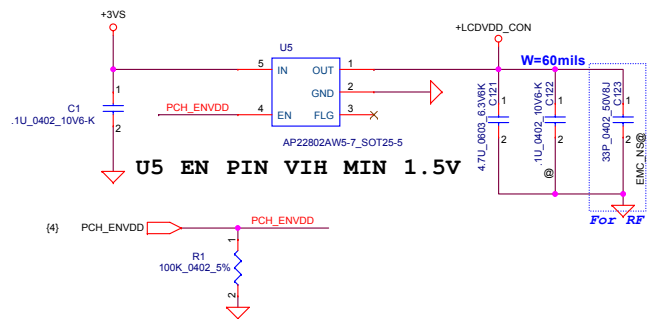 +3VS
+LCDVDD_CON
U5
W=60mils
5 IN OUT 1
GND 2
PCH_ENVDD 4 EN FLG 3
AP22802AW5-7_SOT25-5
C1
.1U_0402_10V6-K
1
2
4.7U_0603_6.3V6K
C121
1
2
.1U_0402_10V6-K
C122
1
2
@
33P_0402_50V8J
C123
1
2
EMC_NS@
For RF
U5 EN PIN VIH MIN 1.5V
{4} PCH_ENVDD PCH_ENVDD
1
R1
100K_0402_5%
2